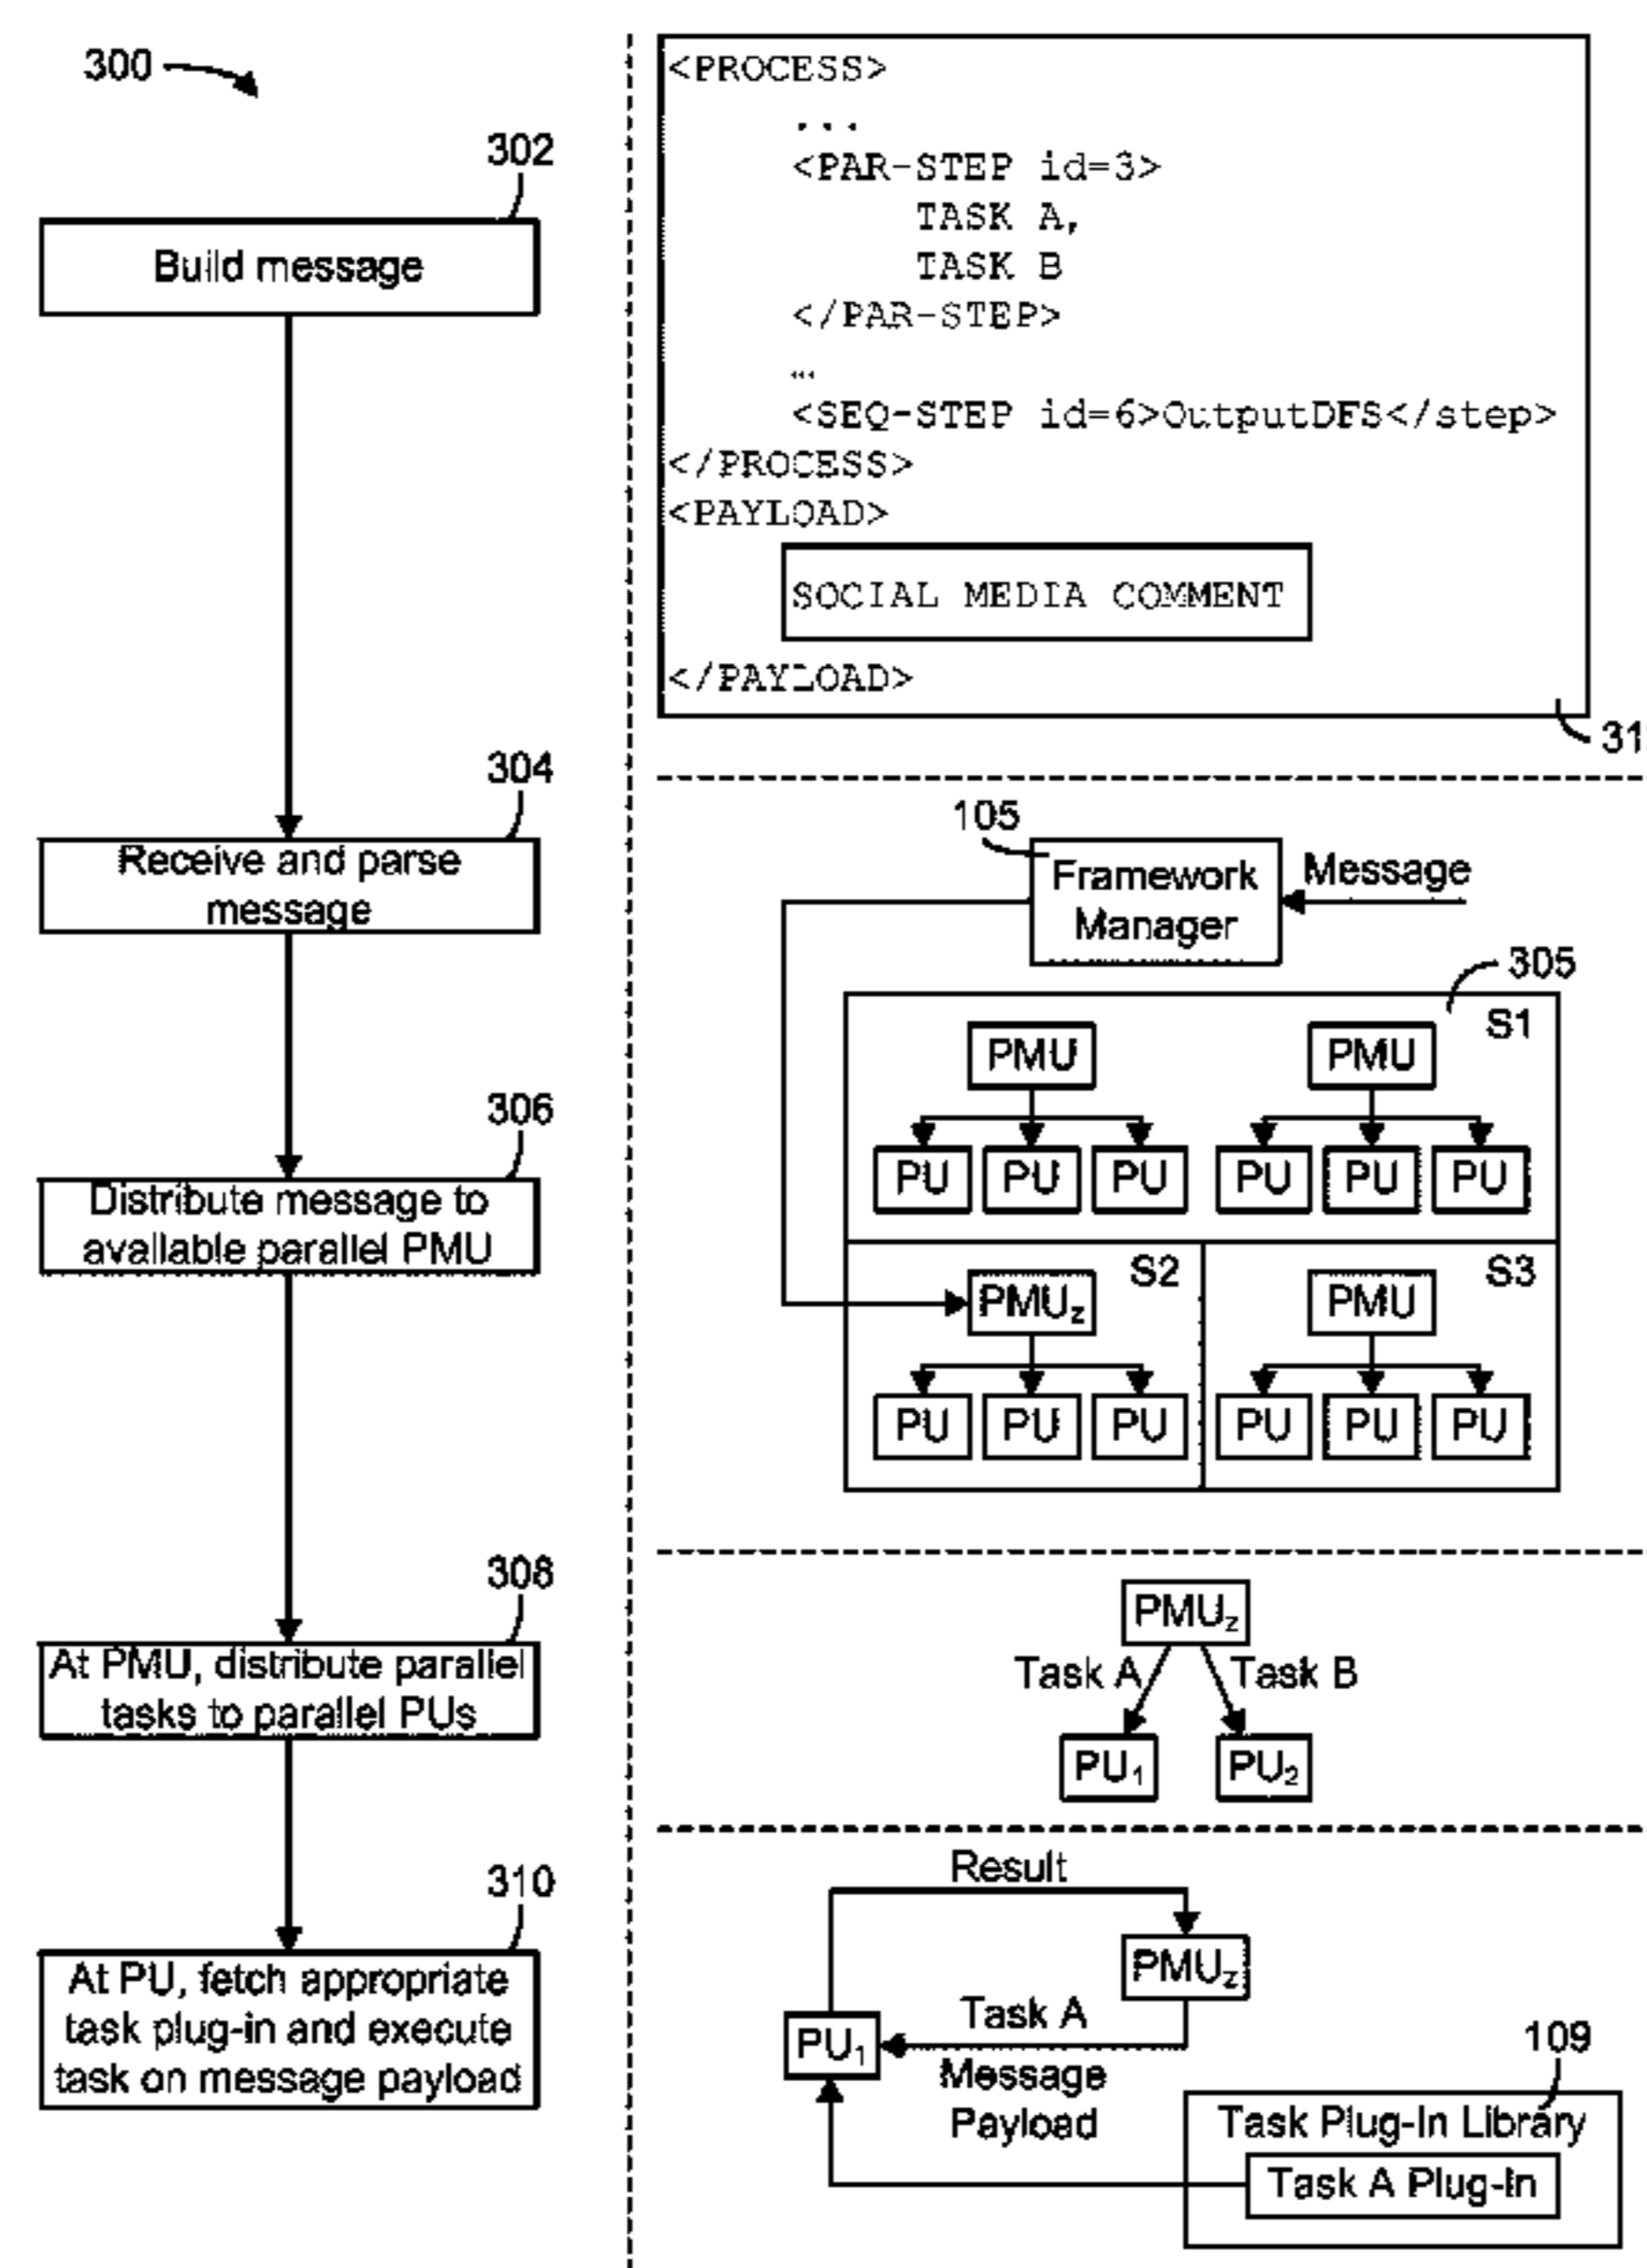 300
302
Build message
304
Receive and parse
message
306
Distribute message to
available parallel PMU
308
At PMU, distribute parallel
tasks to parallel PUs
310
At PU, fetch appropriate
task plug-in and execute
task on message payload
<PROCESS>
...
<PAR-STEP id=3>
TASK A,
TASK B
</PAR-STEP>
...
<SEQ-STEP id=6>OutputDFS</step>
</PROCESS>
<PAYLOAD>
SOCIAL MEDIA COMMENT
</PAYLOAD>
31
105
Framework
Manager
Message
305
S1
PMU PMU
PU PU PU PU PU PU
S2 S3
PMUz PMU
PU PU PU PU PU PU
PMUz
Task A Task B
PU1 PU2
Result
PMUz
Task A
PU1
Message
Payload
109
Task Plug-In Library
Task A Plug-In